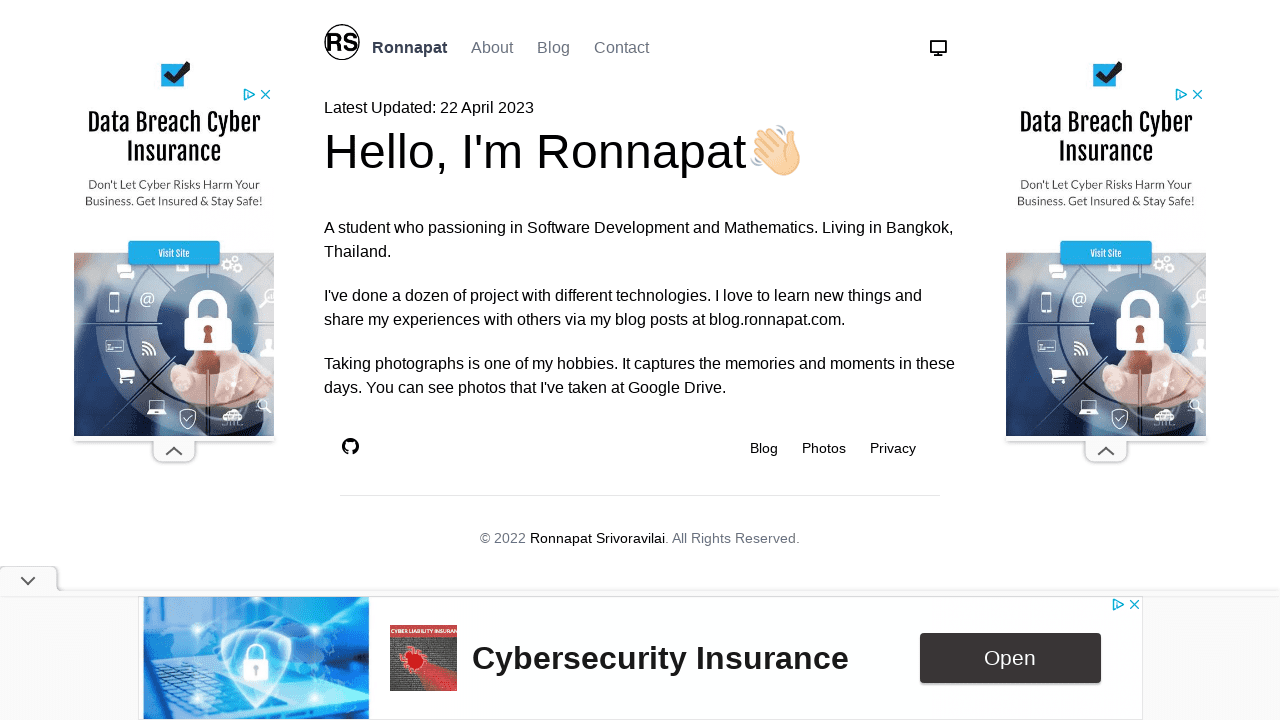 RS
Ronnapat
About
Blog
Contact
Latest Updated: 22 April 2023
Hello, I'm Ronnapat👋🏻
A student who passioning in Software Development and Mathematics. Living in Bangkok,
Thailand.
I've done a dozen of project with different technologies. I love to learn new things and
share my experiences with others via my blog posts at blog.ronnapat.com.
Taking photographs is one of my hobbies. It captures the memories and moments in these
days. You can see photos that I've taken at Google Drive.
Blog
Photos
Privacy
© 2022 Ronnapat Srivoravilai. All Rights Reserved.
Data Breach Cyber
Insurance
Don't Let Cyber Risks Harm Your
Business. Get Insured & Stay Safe!
Visit Site
Data Breach Cyber
Insurance
Don't Let Cyber Risks Harm Your
Business. Get Insured & Stay Safe!
Visit Site
CYBER LIABILITY INSURAN
Cybersecurity Insurance
Open